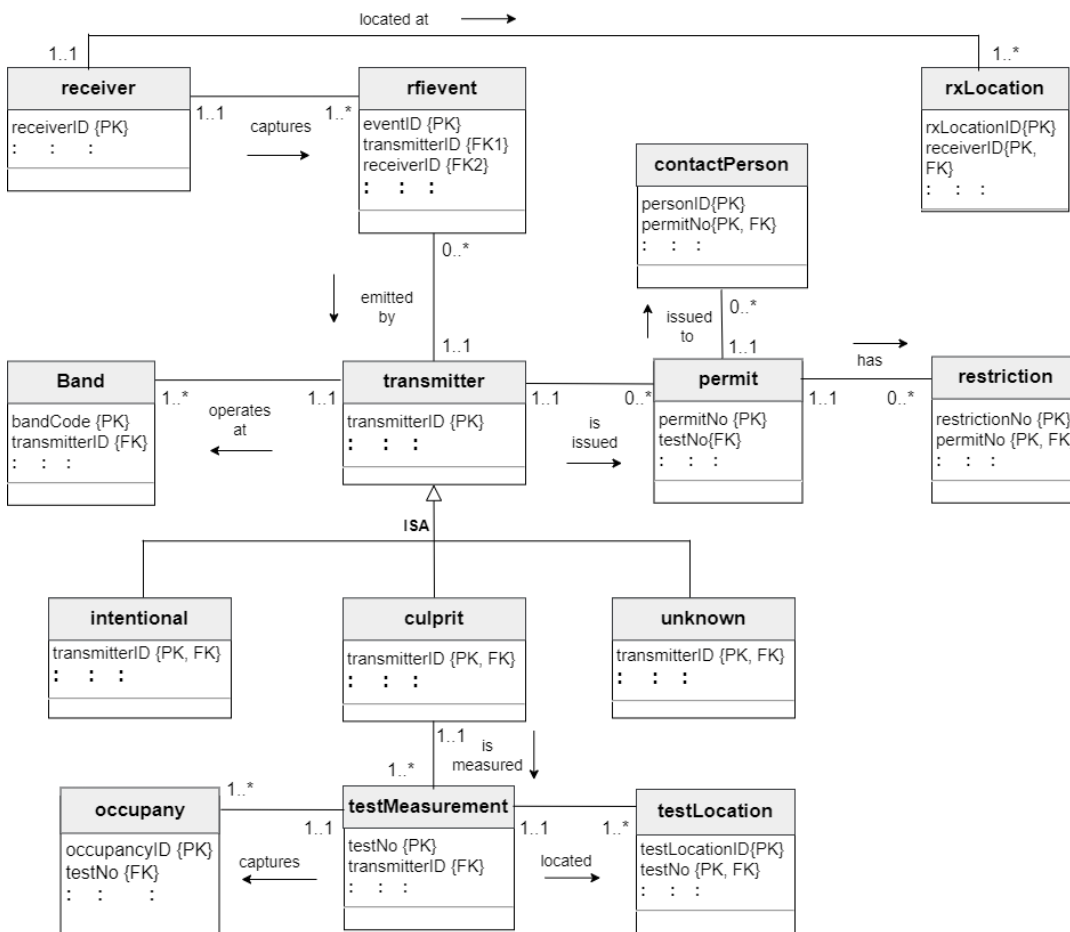 located at
1..1
1..*
receiver
receiverID {PK}
: : :
1..1
1..*
captures
rfievent
eventID {PK}
transmitterID {FK1}
receiverID {FK2}
: : :
rxLocation
rxLocationID{PK}
receiverID{PK,
FK}
: : :
contactPerson
personID{PK}
permitNo{PK, FK}
: : :
0..*
emitted
by
1..1
0..*
issued
to
1..1
Band
bandCode {PK}
transmitterID {FK}
: : :
1..*
operates
at
1..1
transmitter
transmitterID {PK}
: : :
1..1
is
issued
0..*
permit
permitNo {PK}
testNo{FK}
: : :
has
1..1
0..*
restriction
restrictionNo {PK}
permitNo {PK, FK
: : :
ISA
intentional
transmitterID {PK, FK}
: : :
culprit
transmitterID {PK, FK}
: : :
unknown
transmitterID {PK, FK}
: : :
1..1
is
measured
1..*
occupany
occupancyID {PK}
testNo {FK}
: : :
1..*
captures
1..1
testMeasurement
testNo {PK}
transmitterID {FK}
: : :
1..1
located
1..*
testLocation
testLocationID{PK}
testNo {PK, FK}
: : :